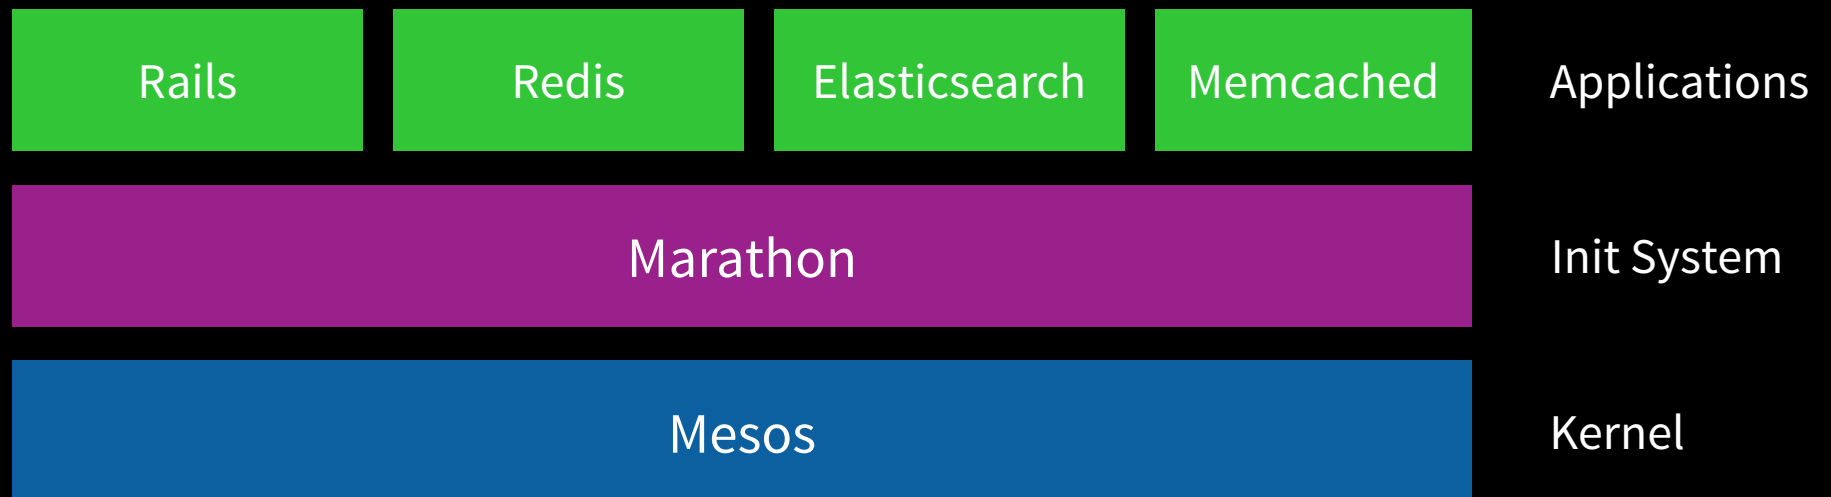 Rails Redis Elasticsearch Memcached Applications
Marathon Init System
Mesos Kernel